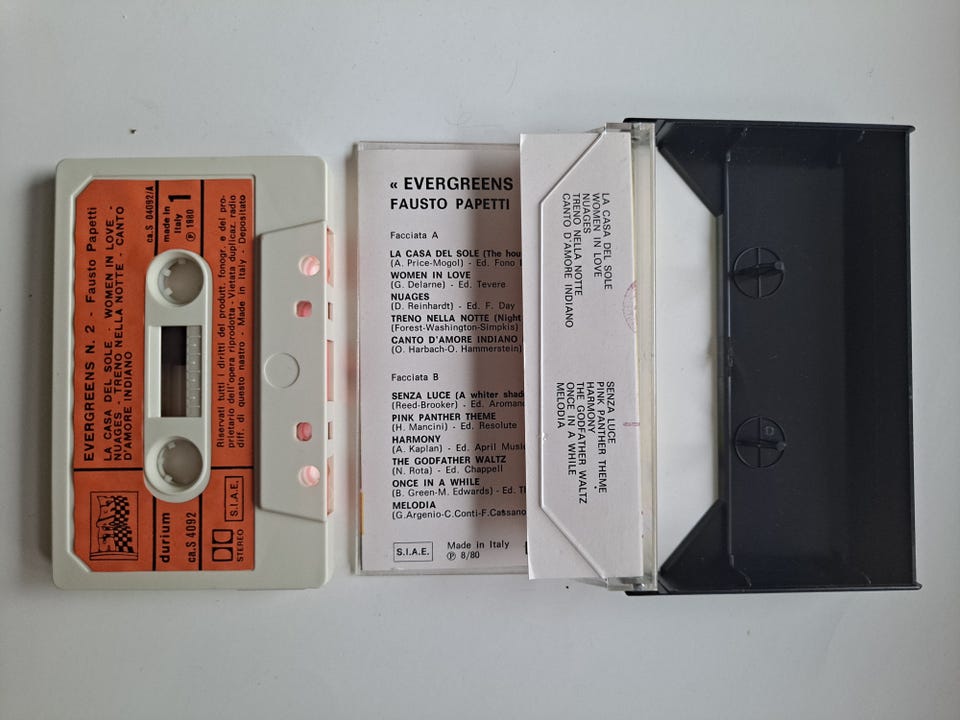 EVERGREENS N. 2 - Fausto Papetti
LA CASA DEL SOLE - WOMEN IN LOVE -
NUAGES - TRENO NELLA NOTTE - CANTO
D'AMORE INDIANO
ca.S 04092/A
made in
Italy
℗ 1980
1
Riservati tutti i diritti del produtt. fonogr. e del pro-
prietario dell'opera riprodotta - Vietata duplicaz. radio
diff. di questo nastro - Made in Italy - Depositato
durium
ca.S 4092
STEREO
S.I.A.E.
« EVERGREENS
FAUSTO PAPETTI
Facciata A
LA CASA DEL SOLE (The hou
(A. Price-Mogol) - Ed. Fono
WOMEN IN LOVE
(G. Delarne) - Ed. Tevere
NUAGES
(D. Reinhardt) - Ed. F. Day
TRENO NELLA NOTTE (Night
(Forest-Washington-Simpkis)
CANTO D'AMORE INDIANO
(O. Harbach-O. Hammerstein)
Facciata B
SENZA LUCE (A whiter shad
(Reed-Brooker) - Ed. Aroman
PINK PANTHER THEME
(H. Mancini) - Ed. Resolute
HARMONY
(A. Kaplan) - Ed. April Musi
THE GODFATHER WALTZ
(N. Rota) - Ed. Chappell
ONCE IN A WHILE
(B. Green-M. Edwards) - Ed. T
MELODIA
(G.Argenio-C.Conti-F.Cassano
S.I.A.E.
Made in Italy
℗ 8/80
LA CASA DEL SOLE
WOMEN IN LOVE
NUAGES
TRENO NELLA NOTTE
CANTO D'AMORE INDIANO
SENZA LUCE
PINK PANTHER THEME
HARMONY
THE GODFATHER WALTZ
ONCE IN A WHILE
MELODIA